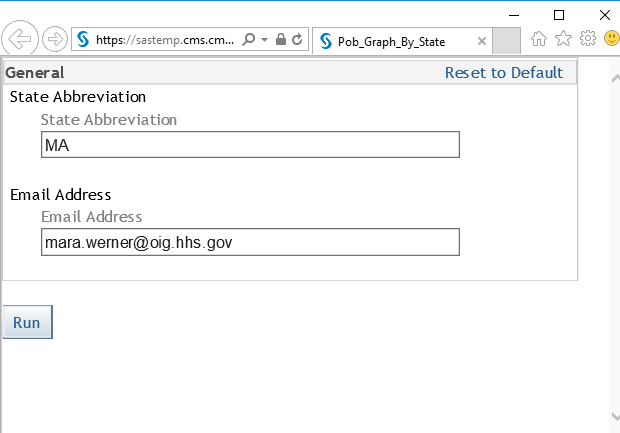 https://sastemp.cms.cm...
Pob_Graph_By_State
General
Reset to Default
State Abbreviation
State Abbreviation
MA
Email Address
Email Address
mara.werner@oig.hhs.gov
Run